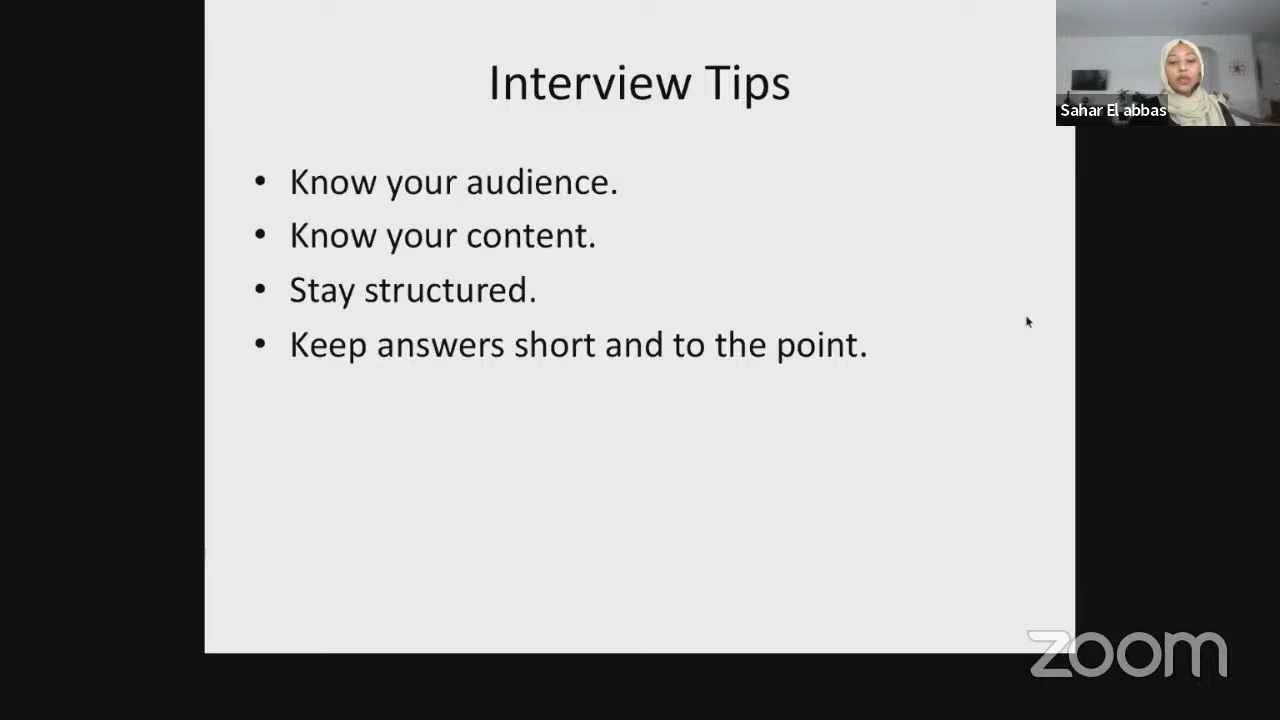 Interview Tips
• Know your audience.
• Know your content.
• Stay structured.
• Keep answers short and to the point.
Sahar El abbas
zoom